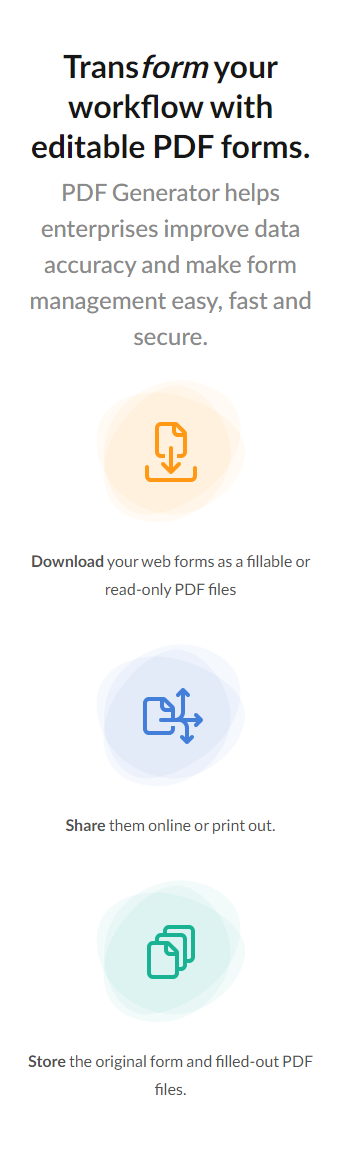 Transform your
workflow with
editable PDF forms.
PDF Generator helps
enterprises improve data
accuracy and make form
management easy, fast and
secure.
Download your web forms as a fillable or
read-only PDF files
Share them online or print out.
Store the original form and filled-out PDF
files.